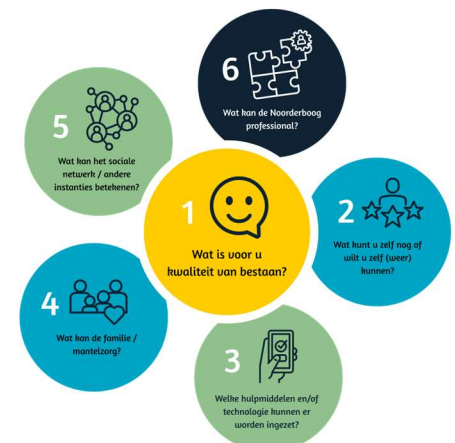 1
Wat is voor u
kwaliteit van bestaan?
2
Wat kunt u zelf nog of
wilt u zelf (weer)
kunnen?
3
Welke hulpmiddelen en/of
technologie kunnen er
worden ingezet?
4
Wat kan de familie /
mantelzorg?
5
Wat kan het sociale
netwerk / andere
instanties betekenen?
6
Wat kan de Noorderboog
professional?